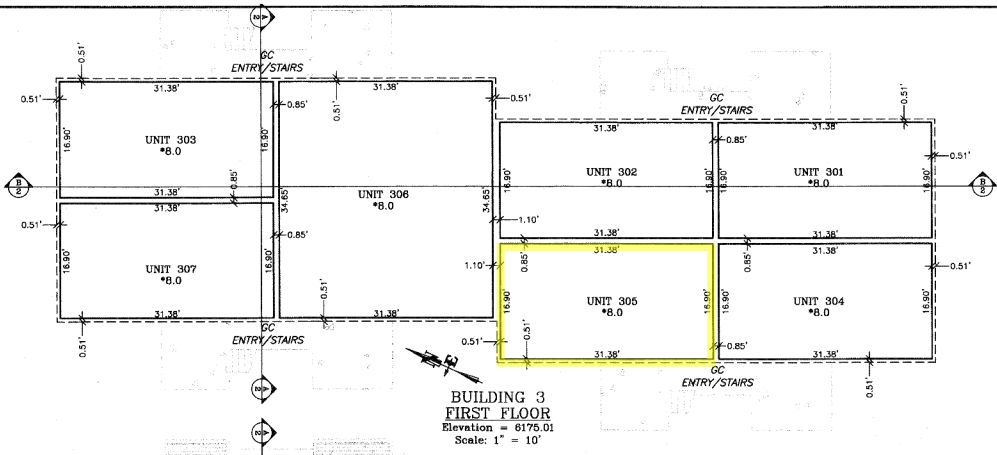 A
2
GC
ENTRY/STAIRS
0.51'
31.38'
31.38'
0.51'
0.51'
0.85'
0.51'
0.51'
GC
ENTRY/STAIRS
31.38'
31.38'
0.85'
0.51'
16.90'
UNIT 303
*8.0
16.90'
31.38'
0.85'
B
2
34.65'
UNIT 306
*8.0
34.65'
16.90'
UNIT 302
*8.0
16.90'
16.90'
UNIT 301
*8.0
16.90'
B
2
31.38'
0.51'
0.85'
1.10'
31.38'
31.38'
16.90'
UNIT 307
*8.0
31.38'
0.51'
0.51'
31.38'
1.10'
0.85'
31.38'
0.85'
31.38'
0.51'
16.90'
UNIT 305
*8.0
16.90'
16.90'
UNIT 304
*8.0
16.90'
0.51'
0.51'
31.38'
0.85'
31.38'
0.51'
GC
ENTRY/STAIRS
GC
ENTRY/STAIRS
A
2
A
2
BUILDING 3
FIRST FLOOR
Elevation = 6175.01
Scale: 1" = 10'